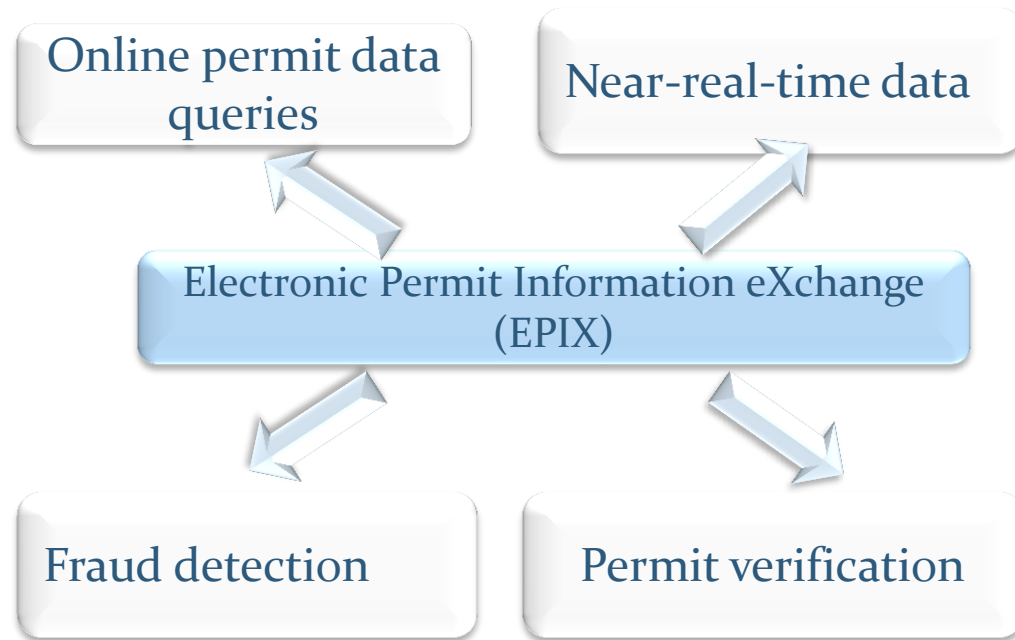 Online permit data
queries
Near-real-time data
Electronic Permit Information eXchange
(EPIX)
Fraud detection
Permit verification